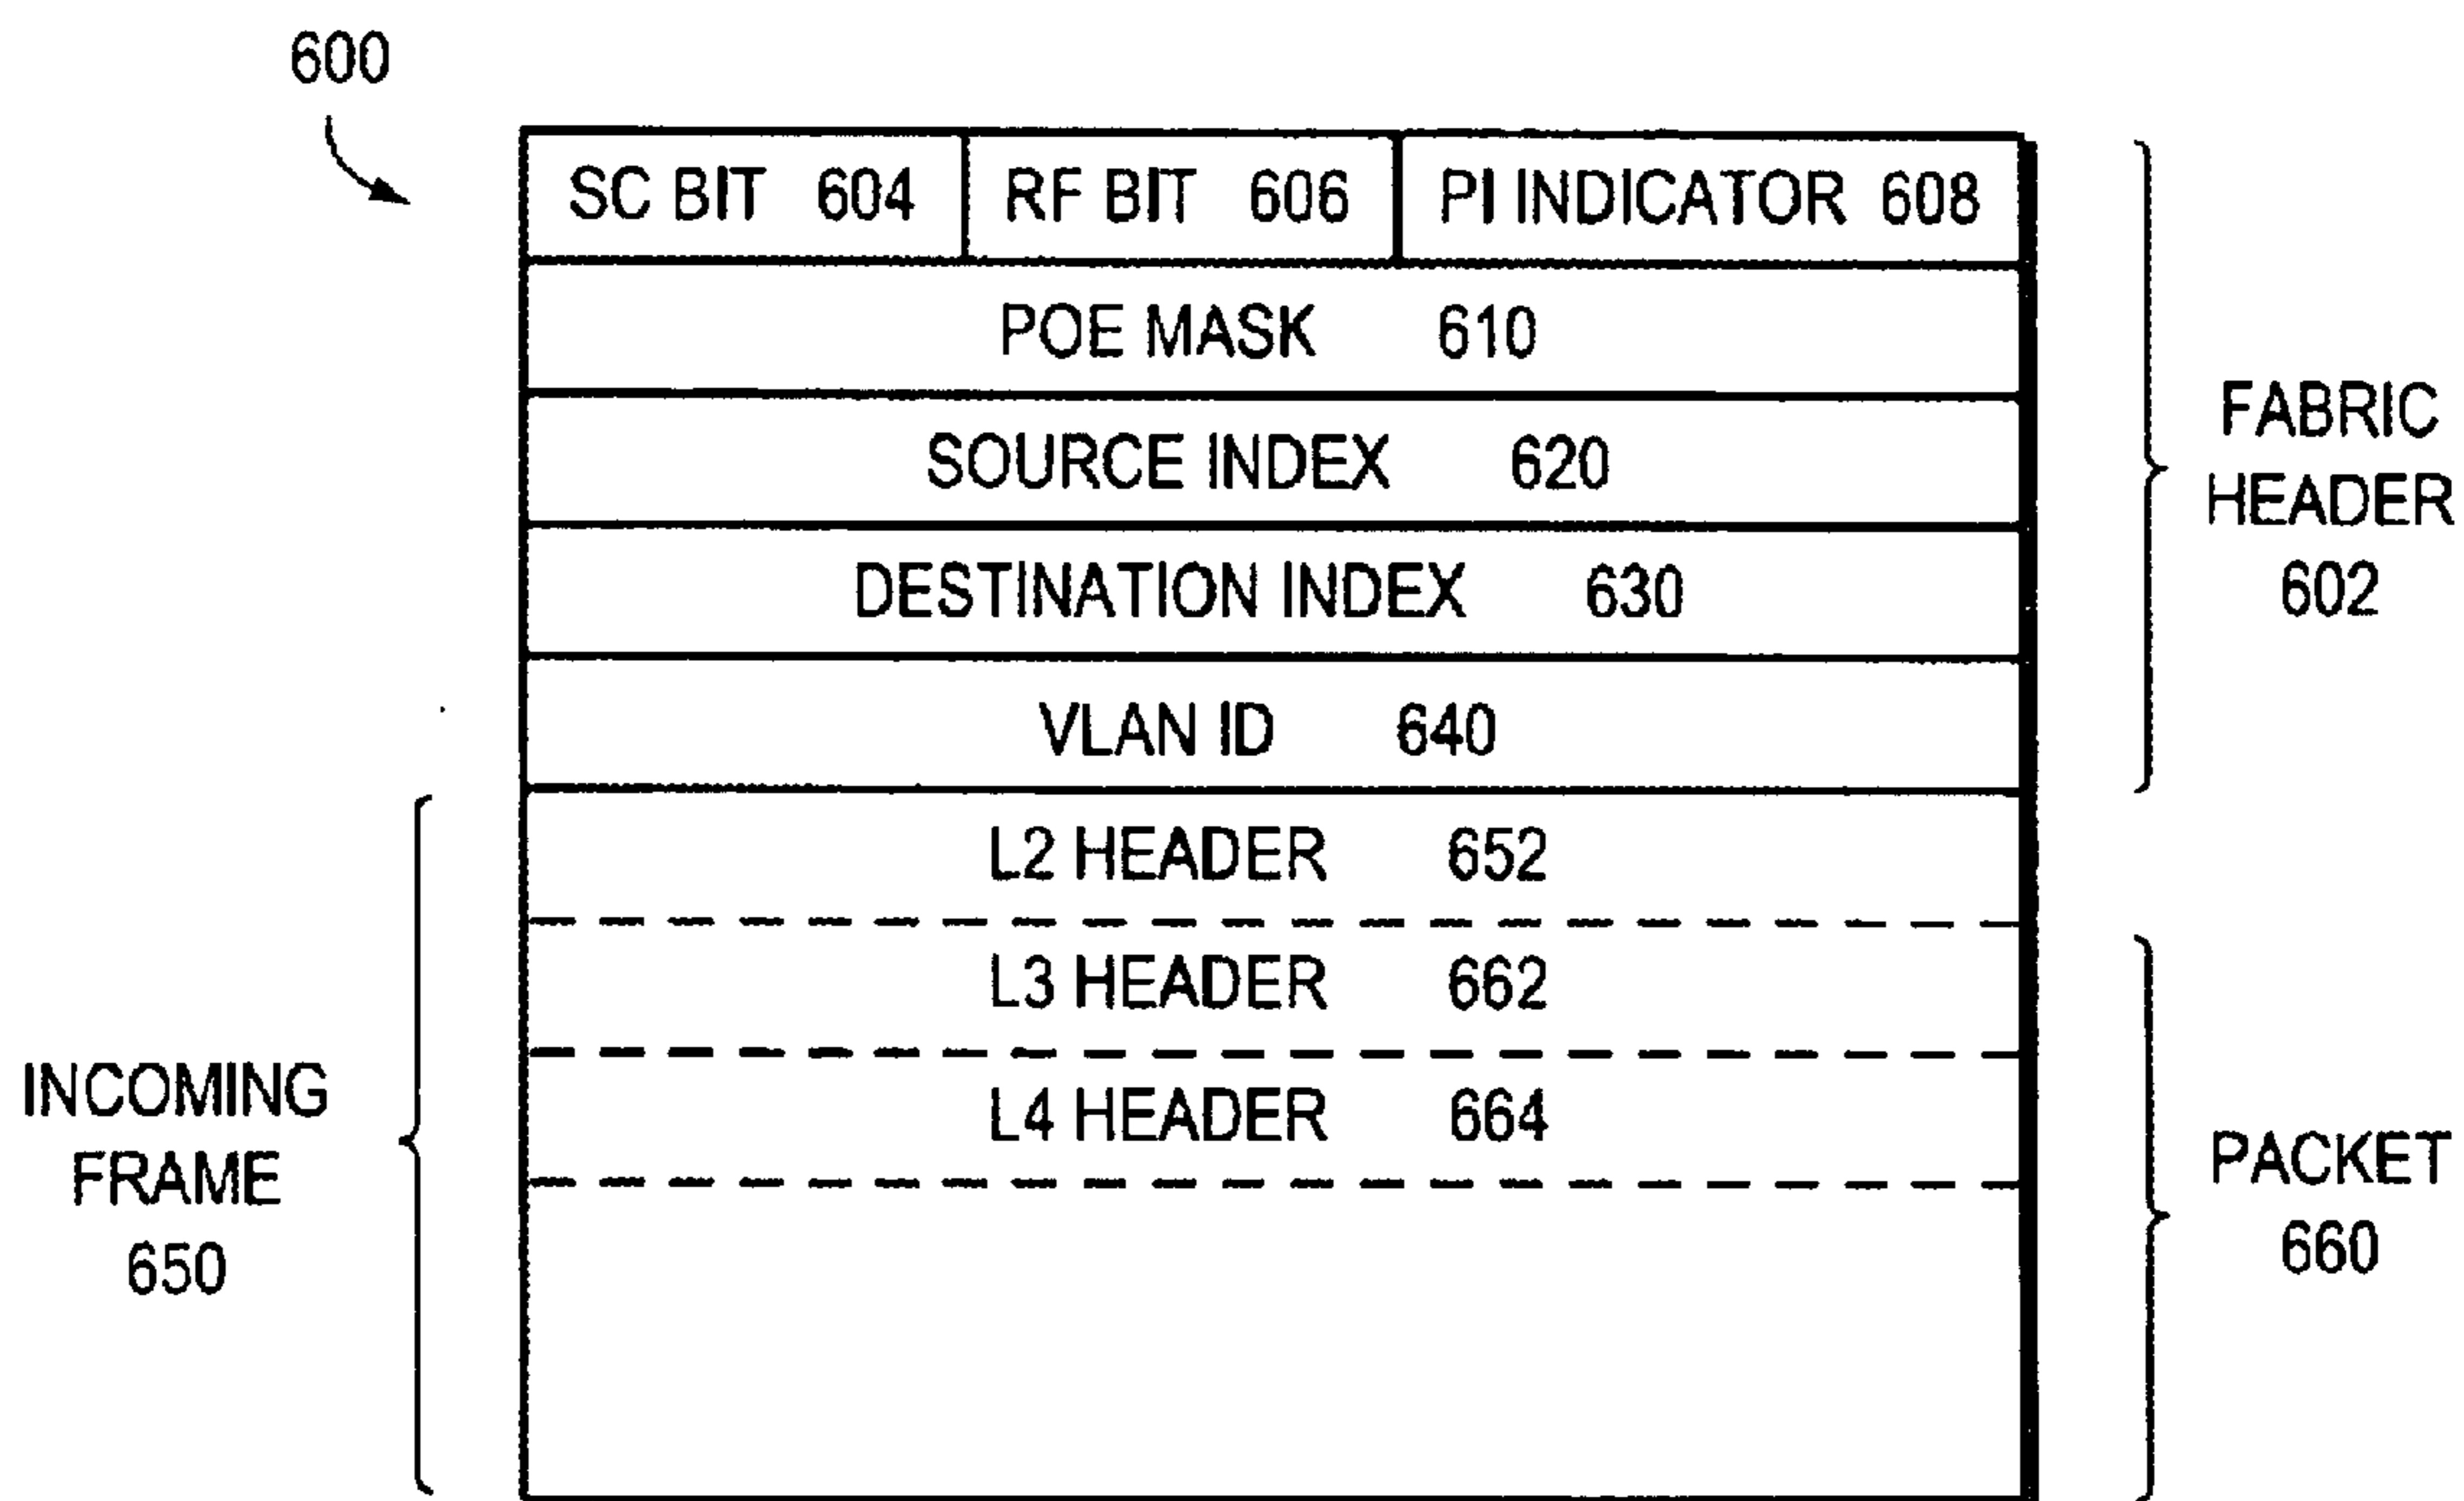 600
SC BIT 604 RF BIT 606 PI INDICATOR 608
POE MASK 610
SOURCE INDEX 620
DESTINATION INDEX 630
VLAN ID 640
FABRIC
HEADER
602
L2 HEADER 652
L3 HEADER 662
L4 HEADER 664
INCOMING
FRAME
650
PACKET
660